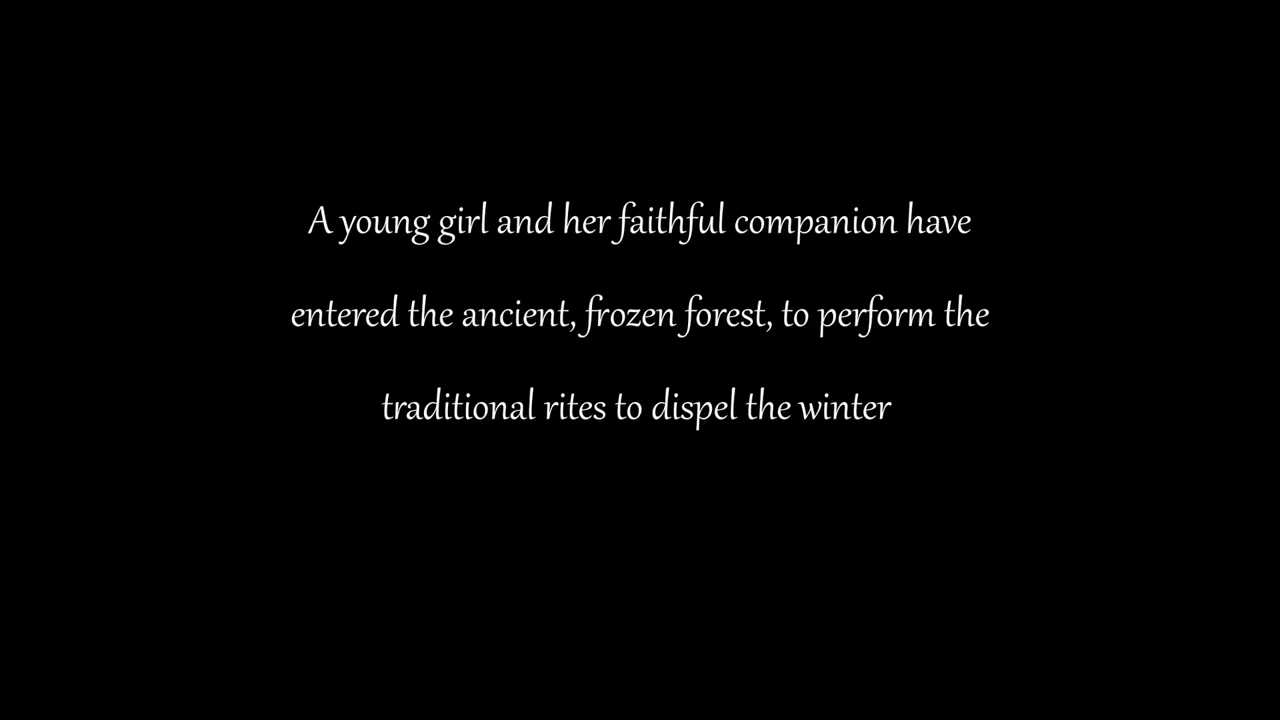 A young girl and her faithful companion have
entered the ancient, frozen forest, to perform the
traditional rites to dispel the winter